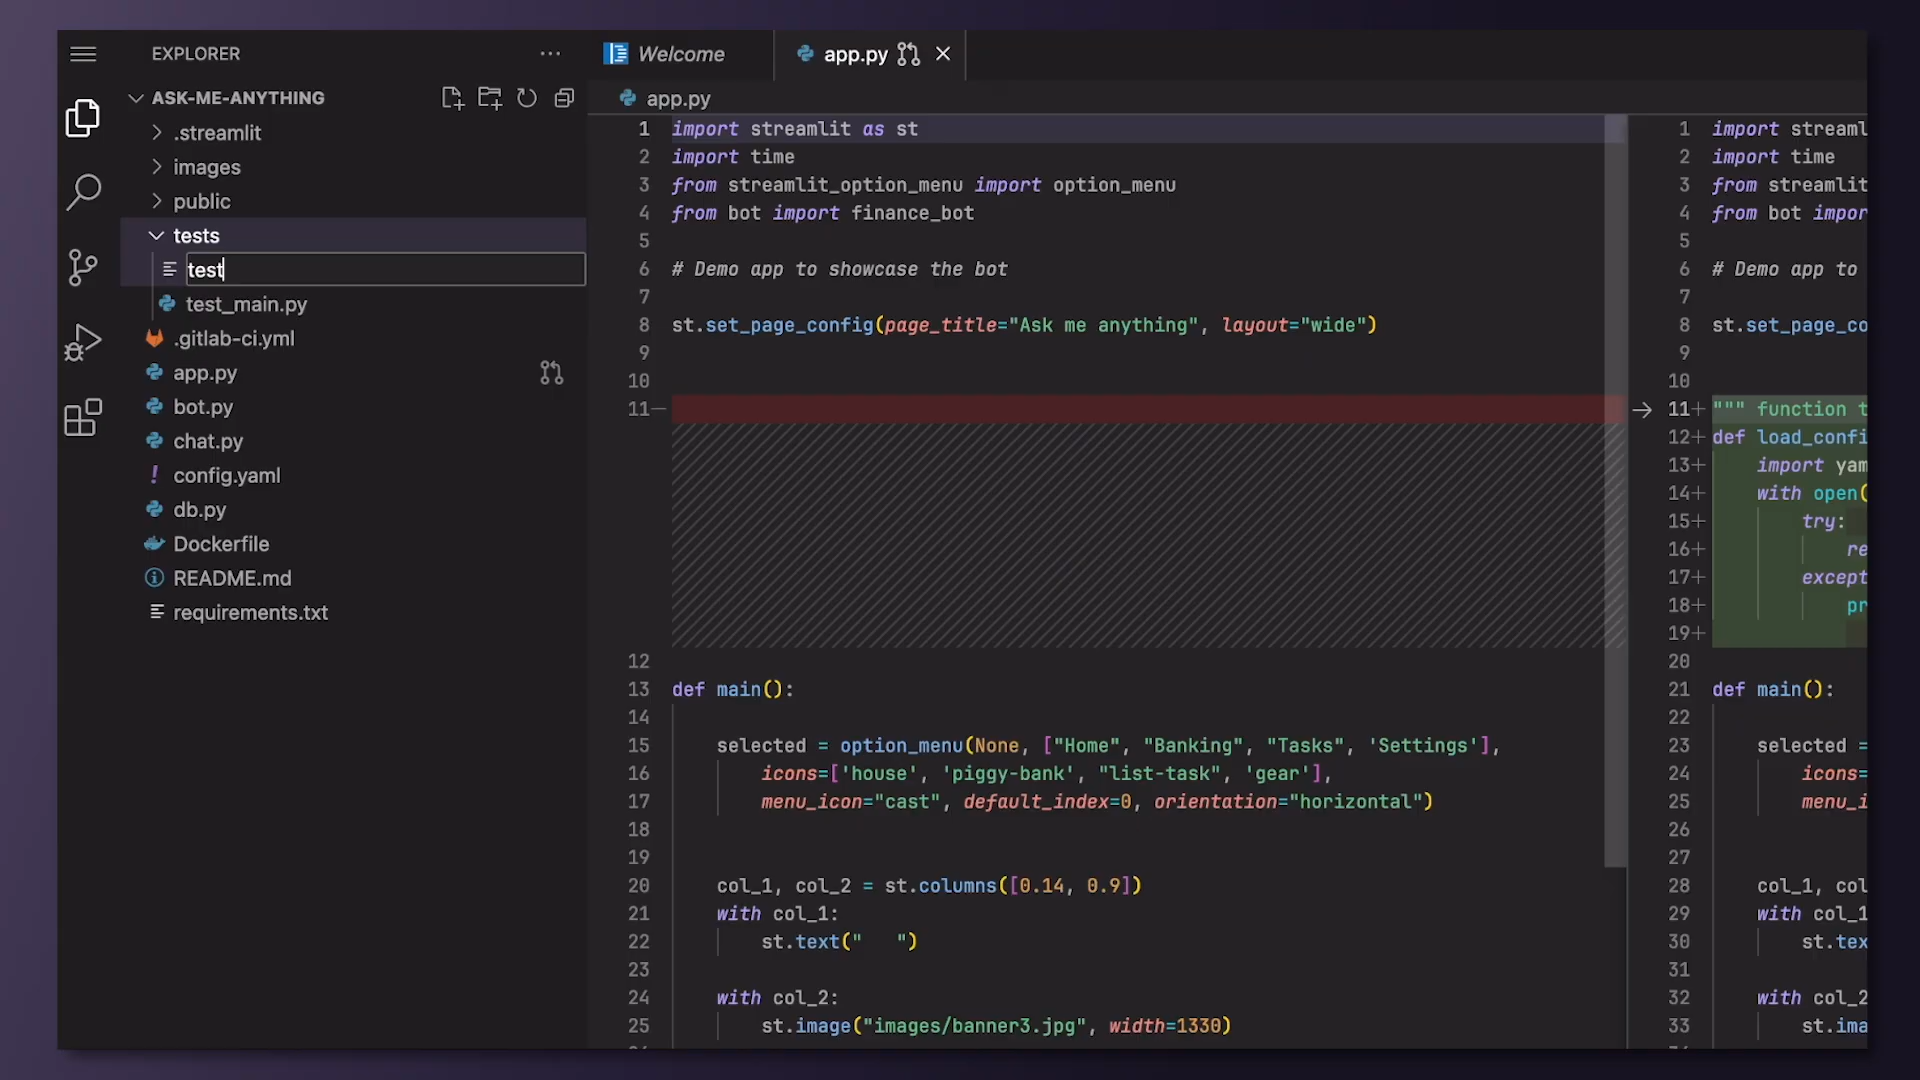 EXPLORER
ASK-ME-ANYTHING
.streamlit
images
public
tests
test
test_main.py
.gitlab-ci.yml
app.py
bot.py
chat.py
! config.yaml
db.py
Dockerfile
README.md
requirements.txt
Welcome
app.py
app.py
1 import streamlit as st
2 import time
3 from streamlit_option_menu import option_menu
4 from bot import finance_bot
5
6 # Demo app to showcase the bot
7
8 st.set_page_config(page_title="Ask me anything", layout="wide")
9
10
11—
12
13 def main():
14
15 selected = option_menu(None, ["Home", "Banking", "Tasks", 'Settings'],
16 icons=['house', 'piggy-bank', "list-task", 'gear'],
17 menu_icon="cast", default_index=0, orientation="horizontal")
18
19
20 col_1, col_2 = st.columns([0.14, 0.9])
21 with col_1:
22 st.text("   ")
23
24 with col_2:
25 st.image("images/banner3.jpg", width=1330)
1 import streaml
2 import time
3 from streamlit
4 from bot impor
5
6 # Demo app to
7
8 st.set_page_co
9
10
11+ """ function t
12+ def load_confi
13+ import yam
14+ with open(
15+ try:
16+ re
17+ except
18+ pr
19+
20
21 def main():
22
23 selected =
24 icons=
25 menu_i
26
27
28 col_1, col
29 with col_1
30 st.tex
31
32 with col_2
33 st.ima